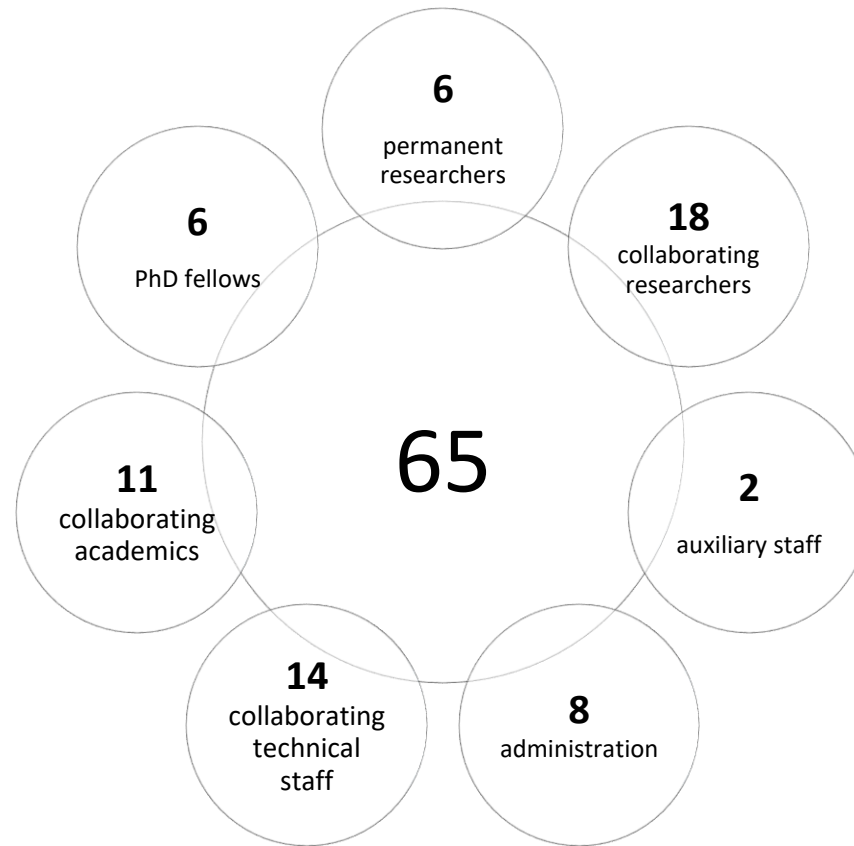 6
permanent
researchers
18
collaborating
researchers
2
auxiliary staff
8
administration
14
collaborating
technical
staff
11
collaborating
academics
6
PhD fellows
65